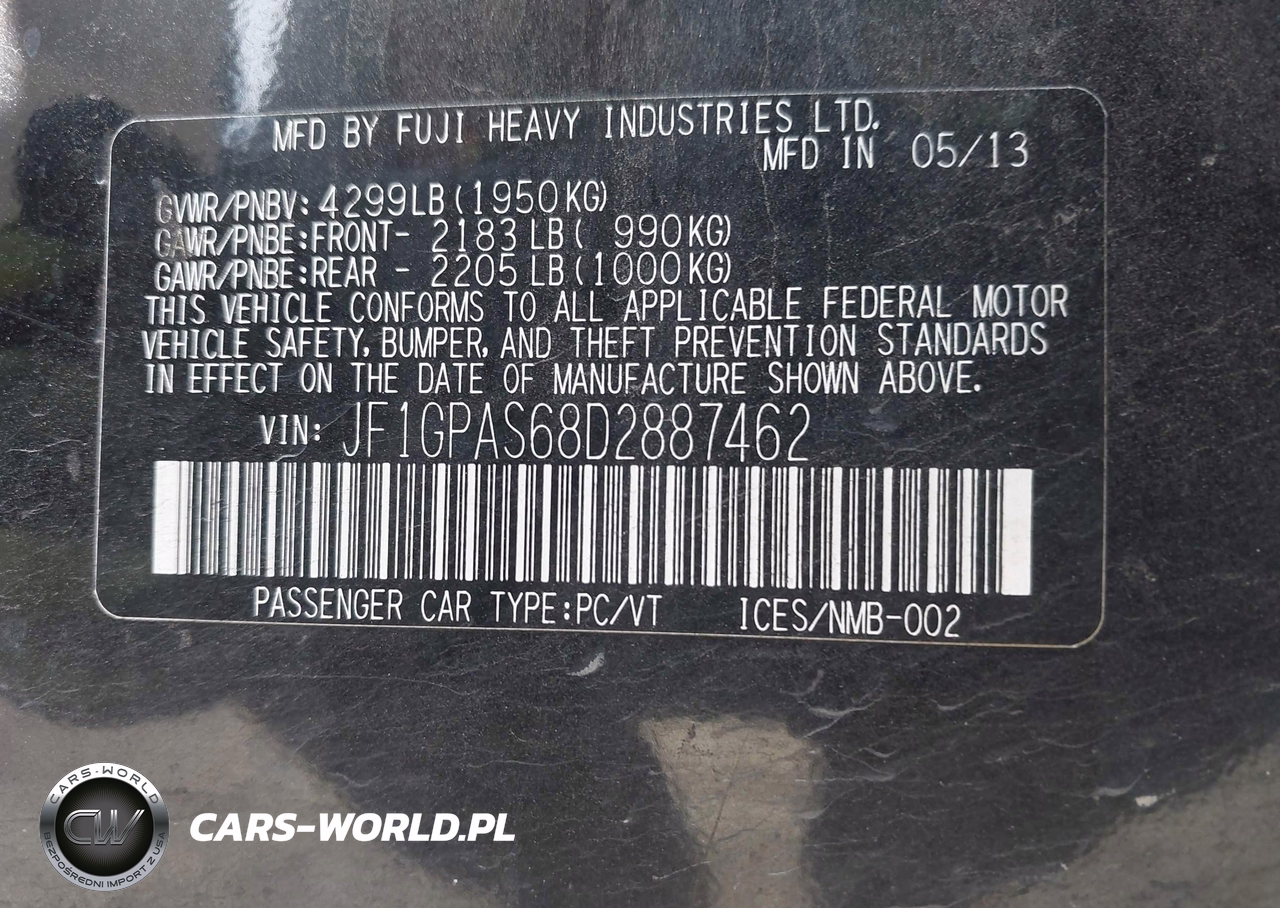 MFD BY FUJI HEAVY INDUSTRIES LTD.
MFD IN 05/13
GVWR/PNBV: 4299LB (1950KG)
GAWR/PNBE: FRONT- 2183 LB ( 990KG)
GAWR/PNBE: REAR - 2205 LB (1000KG)
THIS VEHICLE CONFORMS TO ALL APPLICABLE FEDERAL MOTOR
VEHICLE SAFETY, BUMPER, AND THEFT PREVENTION STANDARDS
IN EFFECT ON THE DATE OF MANUFACTURE SHOWN ABOVE.
VIN: JF1GPAS68D2887462
PASSENGER CAR TYPE:PC/VT ICES/NMB-002
CARS-WORLD
CW
BEZPOŚREDNI IMPORT Z USA
CARS-WORLD.PL